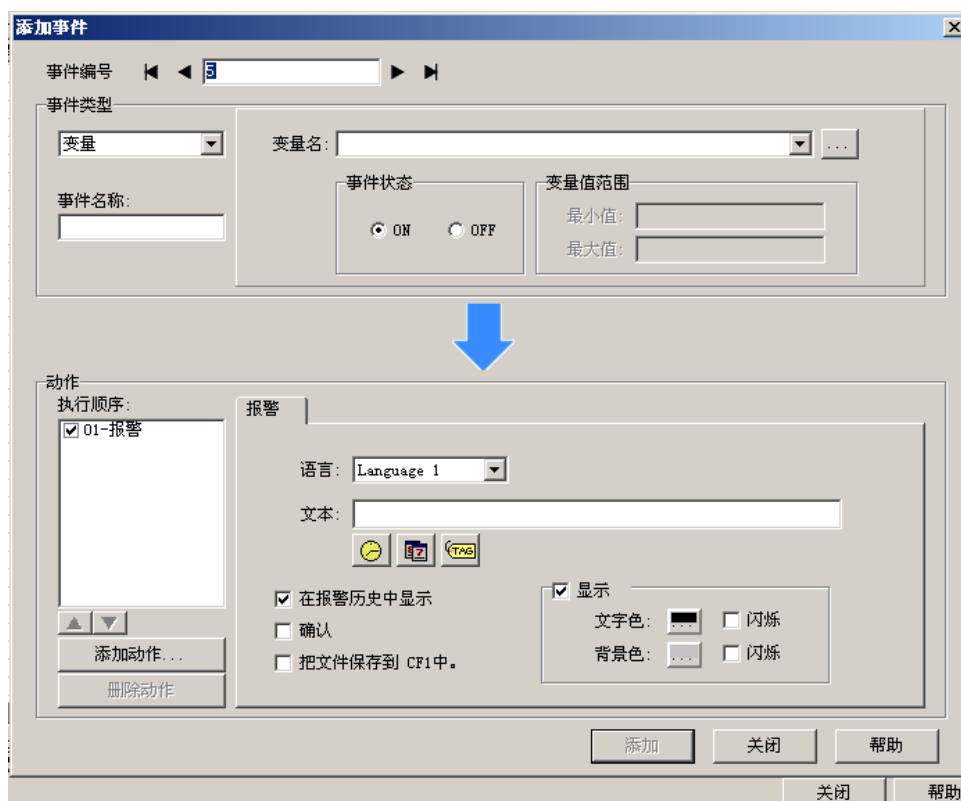 添加事件
事件编号 5
事件类型
变量 变量名: ...
事件名称:
事件状态 变量值范围
ON OFF
最小值:
最大值:
动作
执行顺序:
01-报警
报警
语言: Language 1
文本:
TAG
在报警历史中显示
确认
把文件保存到 CF1中。
显示
文字色: ... 闪烁
背景色: ... 闪烁
添加动作...
删除动作
添加 关闭 帮助
关闭 帮助